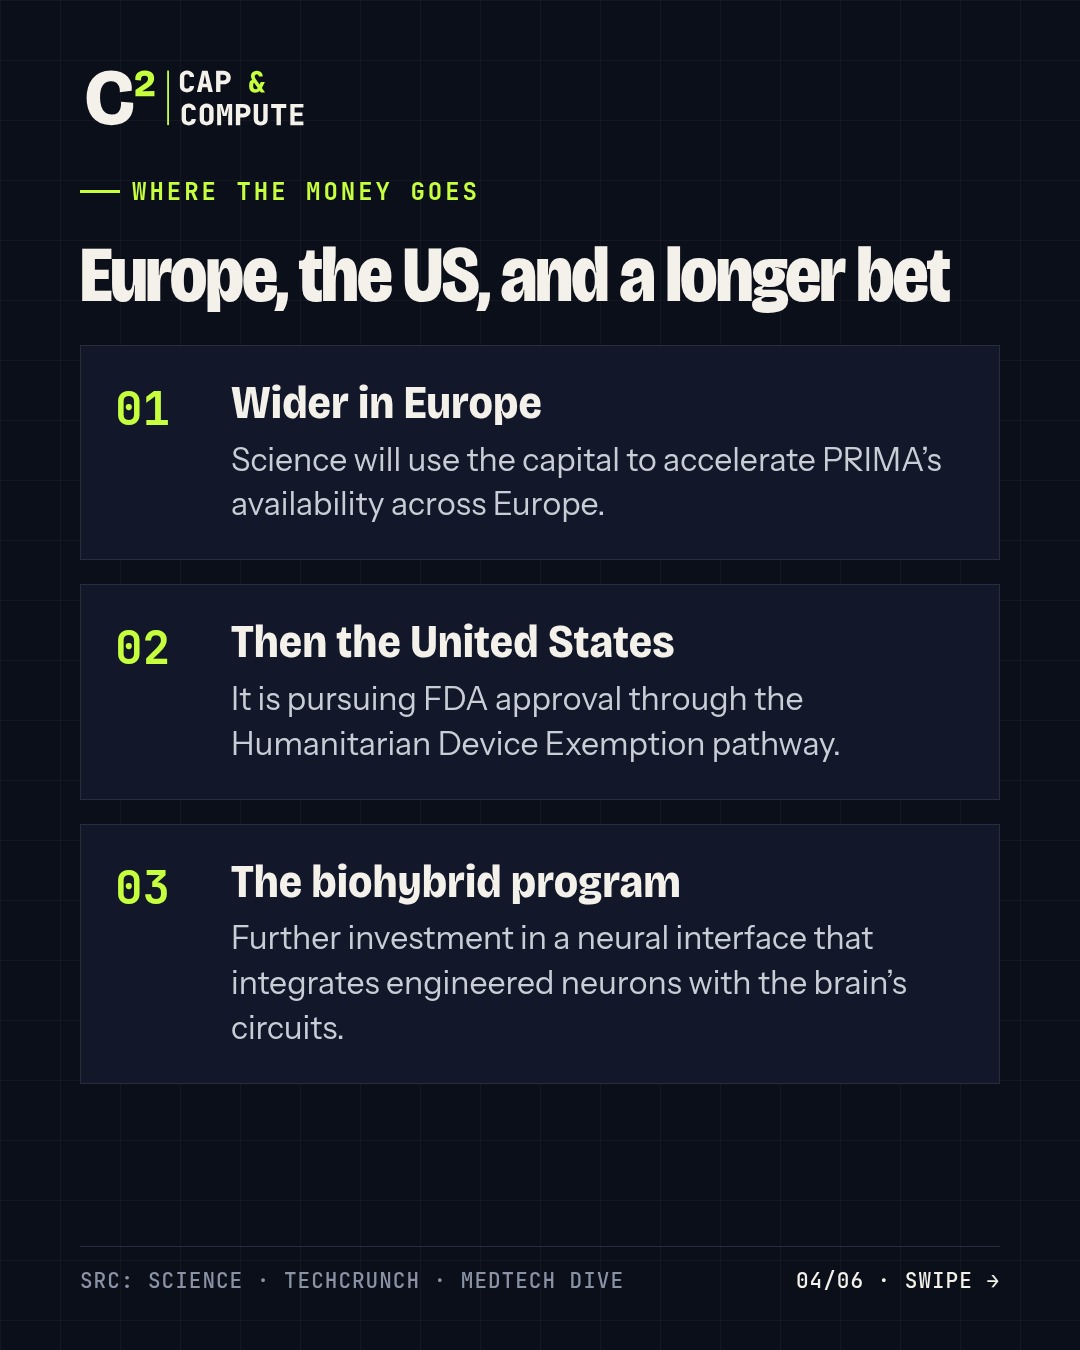 C² CAP &
COMPUTE
WHERE THE MONEY GOES
Europe, the US, and a longer bet
01
Wider in Europe
Science will use the capital to accelerate PRIMA’s
availability across Europe.
02
Then the United States
It is pursuing FDA approval through the
Humanitarian Device Exemption pathway.
03
The biohybrid program
Further investment in a neural interface that
integrates engineered neurons with the brain’s
circuits.
SRC: SCIENCE · TECHCRUNCH · MEDTECH DIVE
04/06 · SWIPE →